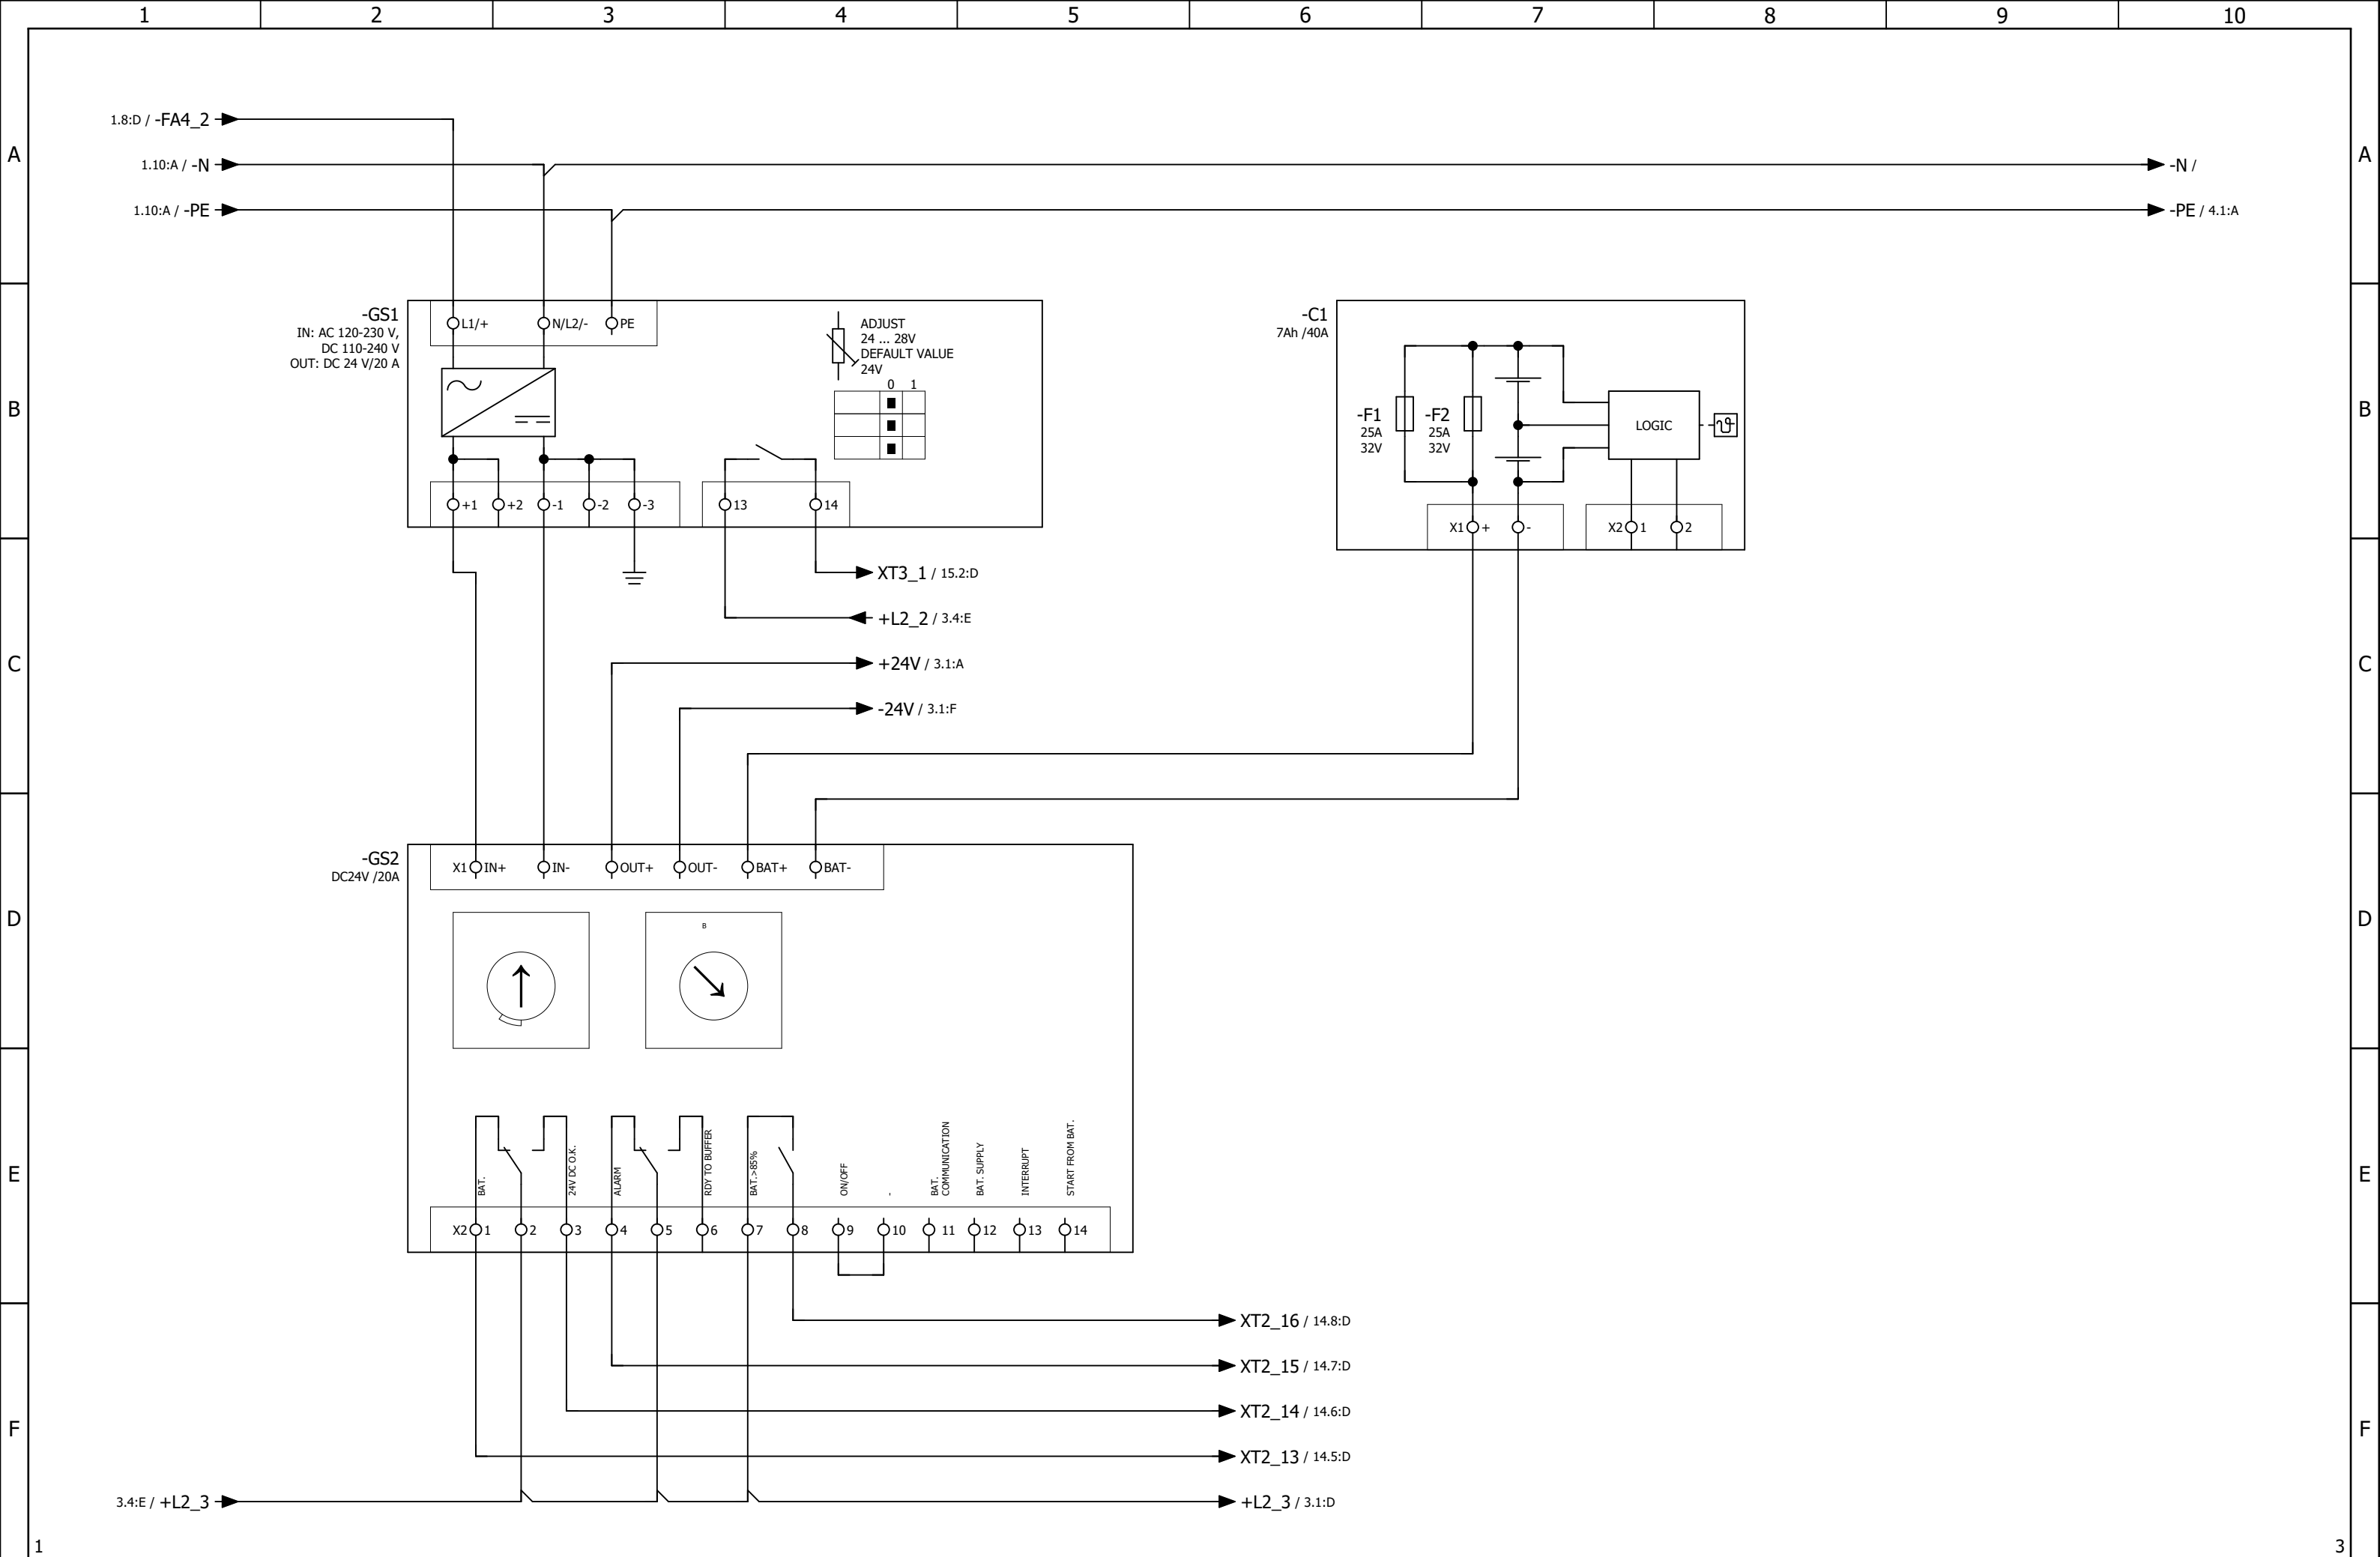 1 2 3 4 5 6 7 8 9 10
A A
1.8:D / -FA4_2
1.10:A / -N
-N /
1.10:A / -PE
-PE / 4.1:A
B B
-GS1
IN: AC 120-230 V,
DC 110-240 V
OUT: DC 24 V/20 A
L1/+ N/L2/- PE
ADJUST
24 ... 28V
DEFAULT VALUE
24V
0 1
+1 +2 -1 -2 -3 13 14
-C1
7Ah /40A
-F1
25A
32V
-F2
25A
32V
LOGIC
ϑ
X1 + - X2 1 2
C C
XT3_1 / 15.2:D
+L2_2 / 3.4:E
+24V / 3.1:A
-24V / 3.1:F
D D
-GS2
DC24V /20A
X1 IN+ IN- OUT+ OUT- BAT+ BAT-
B
E E
BAT.
24V DC O.K.
ALARM
RDY TO BUFFER
BAT.>85%
ON/OFF
-
BAT.
COMMUNICATION
BAT. SUPPLY
INTERRUPT
START FROM BAT.
X2 1 2 3 4 5 6 7 8 9 10 11 12 13 14
F F
XT2_16 / 14.8:D
XT2_15 / 14.7:D
XT2_14 / 14.6:D
XT2_13 / 14.5:D
3.4:E / +L2_3
+L2_3 / 3.1:D
1 3